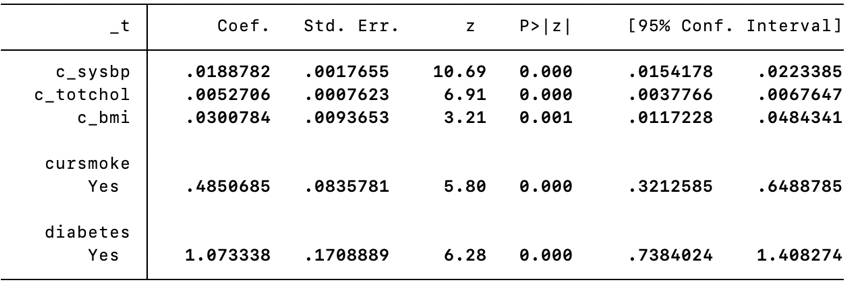 _t Coef. Std. Err. z P>|z| [95% Conf. Interval]
c_sysbp .0188782 .0017655 10.69 0.000 .0154178 .0223385
c_totchol .0052706 .0007623 6.91 0.000 .0037766 .0067647
c_bmi .0300784 .0093653 3.21 0.001 .0117228 .0484341
cursmoke
Yes .4850685 .0835781 5.80 0.000 .3212585 .6488785
diabetes
Yes 1.073338 .1708889 6.28 0.000 .7384024 1.408274